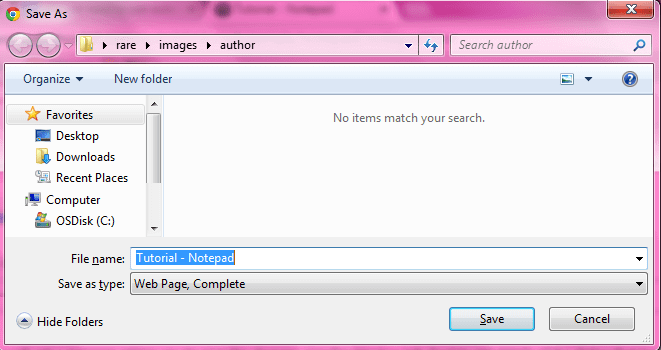 Save As
rare images author
Search author
Organize New folder
No items match your search.
Favorites
Desktop
Downloads
Recent Places
Computer
OSDisk (C:)
File name: Tutorial - Notepad
Save as type: Web Page, Complete
Hide Folders Save Cancel